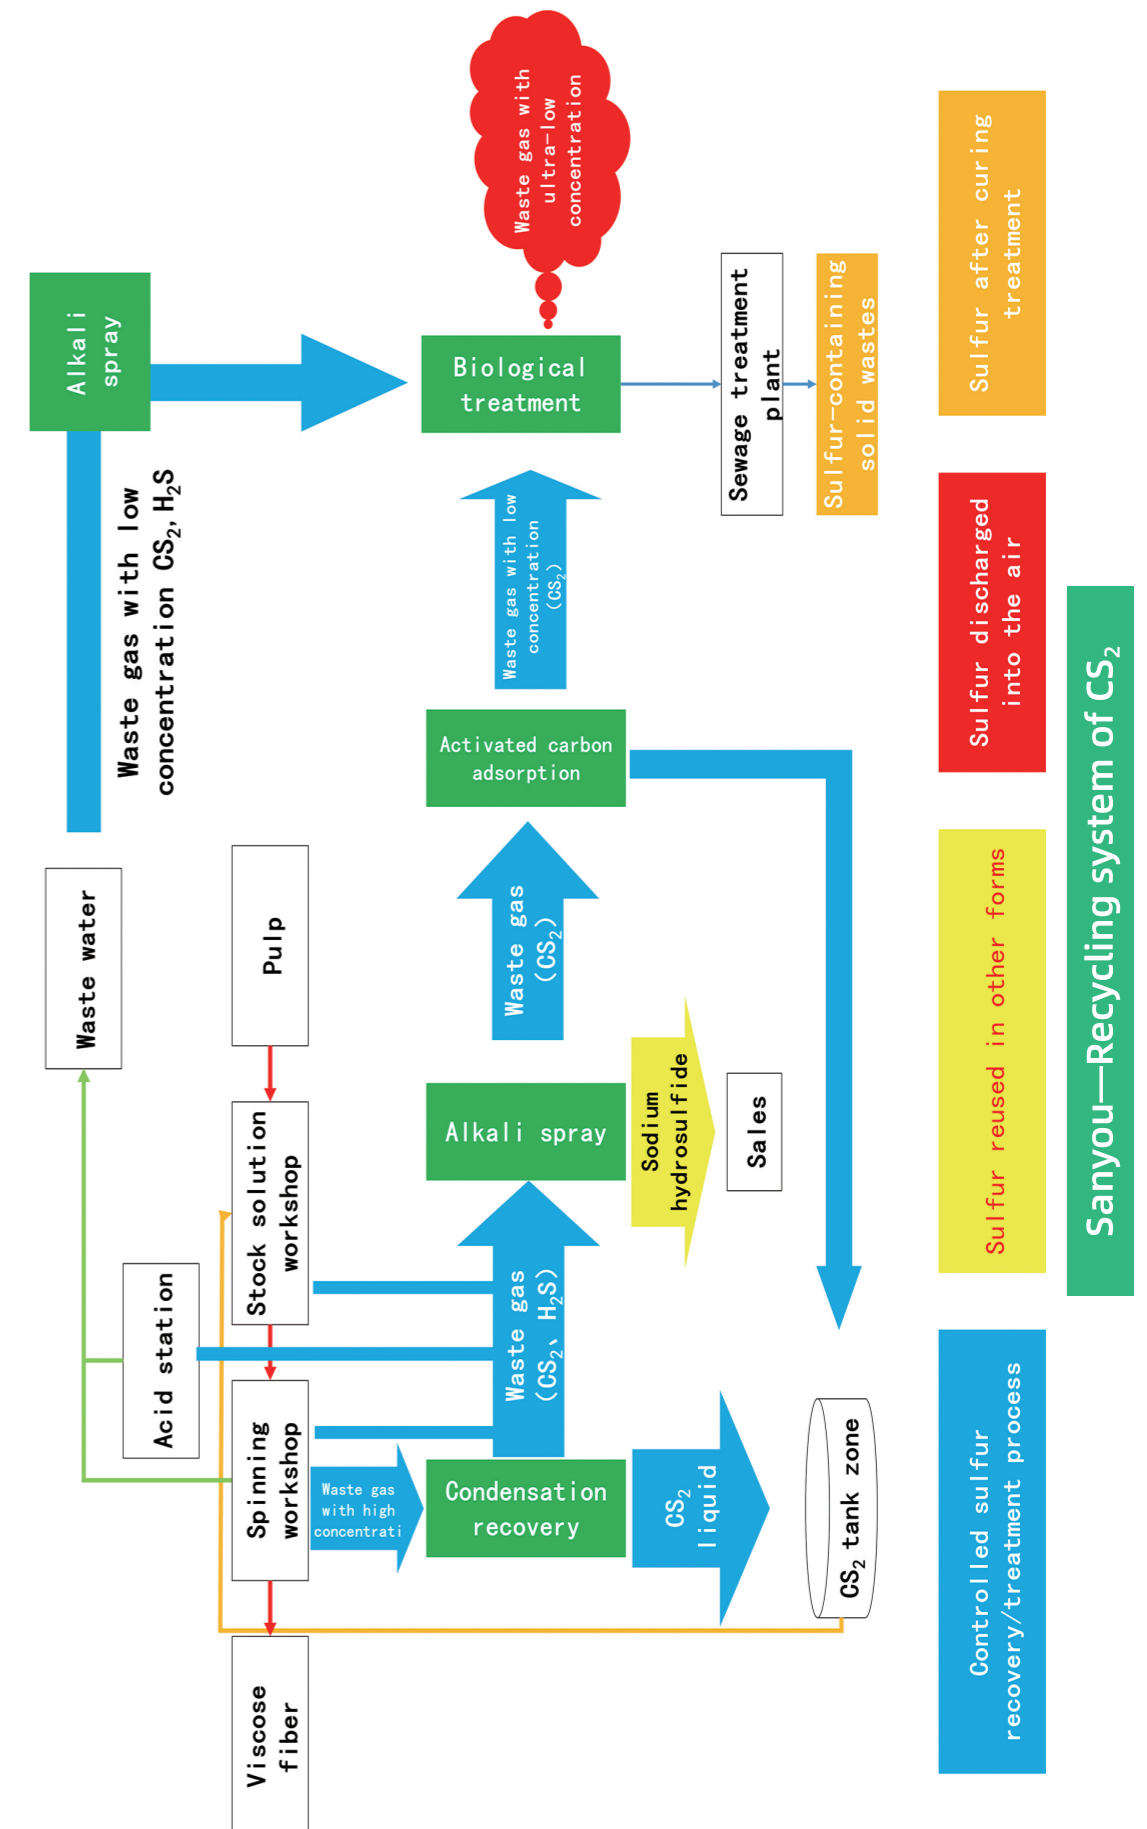 Alkali
spray
Waste gas with low
concentration CS₂, H₂S
Waste water
Acid station
Pulp
Stock solution
workshop
Spinning
workshop
Viscose
fiber
Waste gas
with high
concentrati
Condensation
recovery
Waste gas
(CS₂、H₂S)
Alkali spray
Waste gas
(CS₂)
Activated carbon
adsorption
Waste gas with low
concentration
(CS₂)
Biological
treatment
Waste gas with
ultra-low
concentration
CS₂
liquid
CS₂ tank zone
Sodium
hydrosulfide
Sales
Sewage treatment
plant
Sulfur-containing
solid wastes
Controlled sulfur
recovery/treatment process
Sulfur reused in other forms
Sulfur discharged
into the air
Sulfur after curing
treatment
Sanyou—Recycling system of CS₂